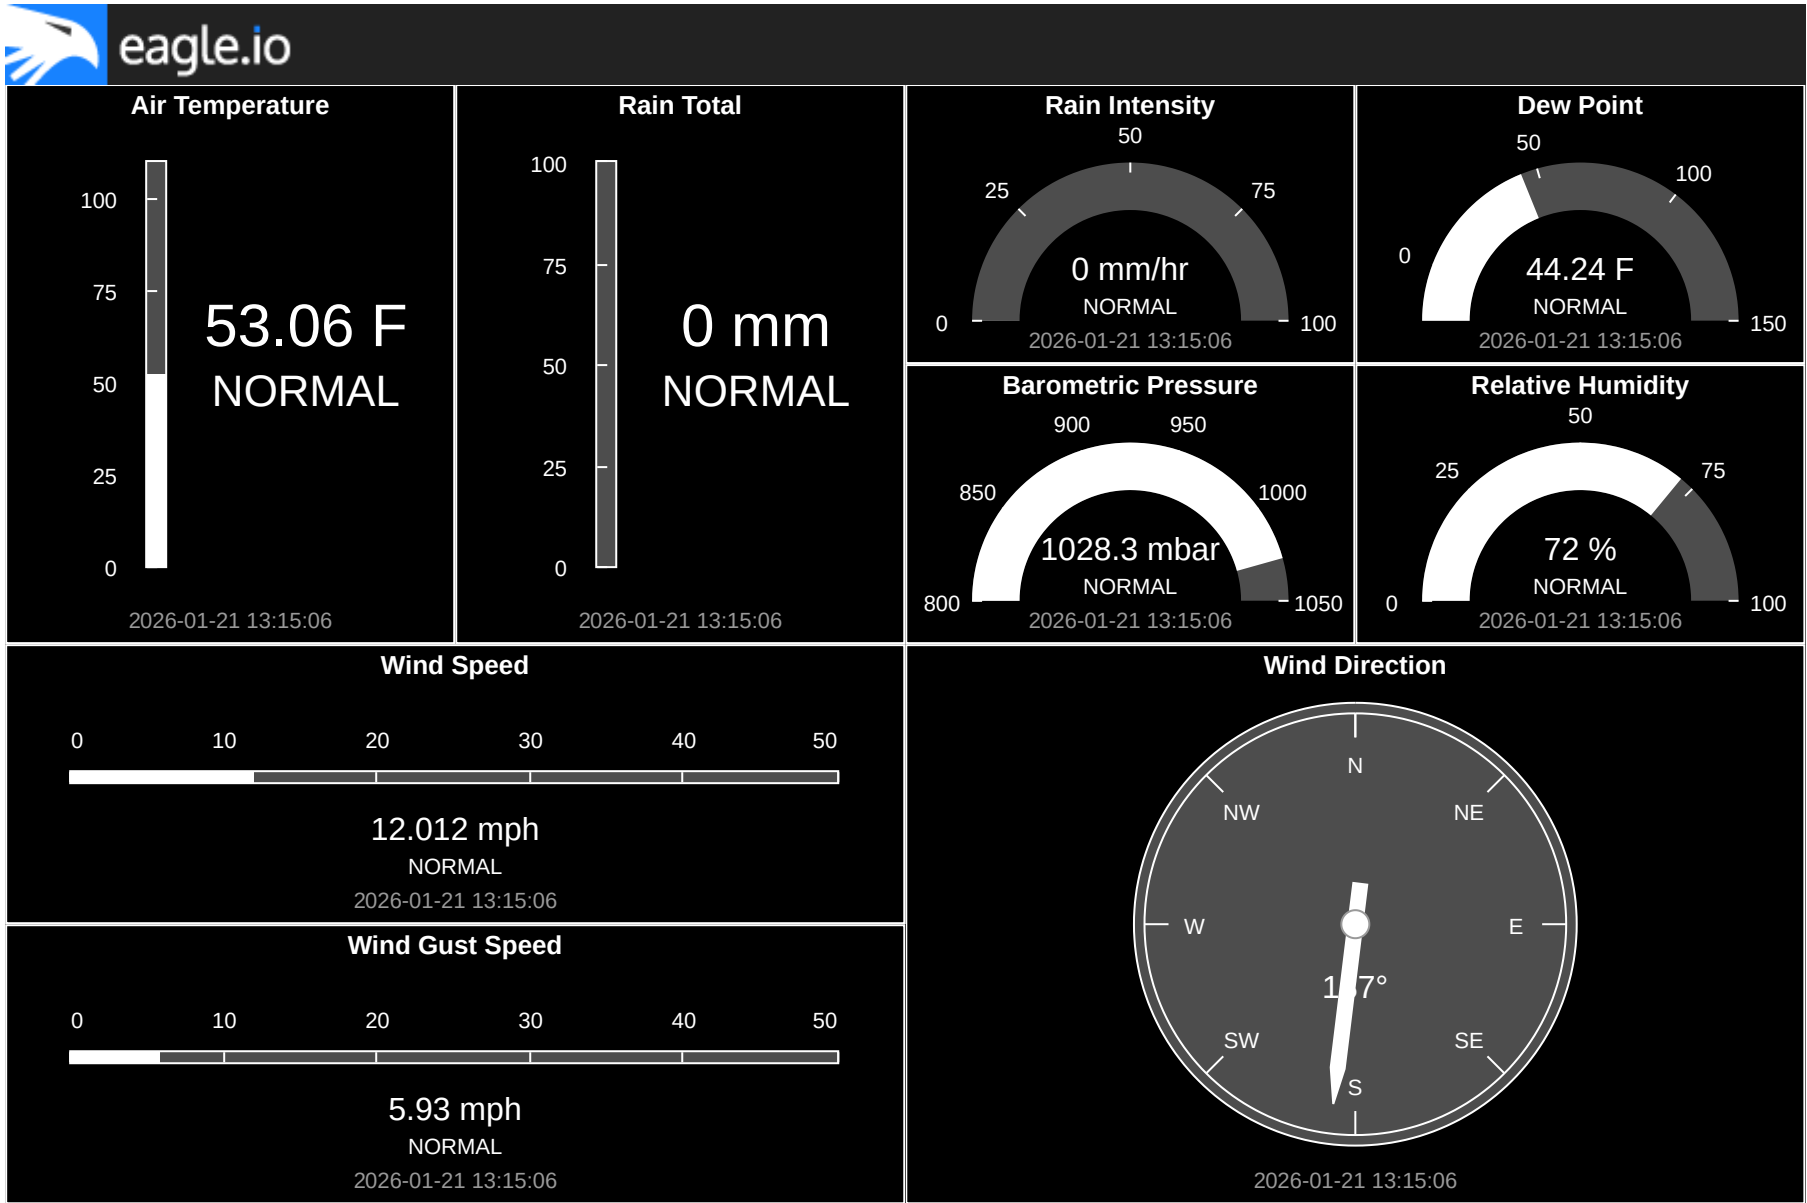 eagle.io
Air Temperature
100
75
50
25
0
53.06 F
NORMAL
2026-01-21 13:15:06
Rain Total
100
75
50
25
0
0 mm
NORMAL
2026-01-21 13:15:06
Rain Intensity
0
25
50
75
100
0 mm/hr
NORMAL
2026-01-21 13:15:06
Dew Point
0
50
100
150
44.24 F
NORMAL
2026-01-21 13:15:06
Barometric Pressure
800
850
900
950
1000
1050
1028.3 mbar
NORMAL
2026-01-21 13:15:06
Relative Humidity
0
25
50
75
100
72 %
NORMAL
2026-01-21 13:15:06
Wind Speed
0 10 20 30 40 50
12.012 mph
NORMAL
2026-01-21 13:15:06
Wind Gust Speed
0 10 20 30 40 50
5.93 mph
NORMAL
2026-01-21 13:15:06
Wind Direction
N
NW NE
W E
SW SE
S
2026-01-21 13:15:06